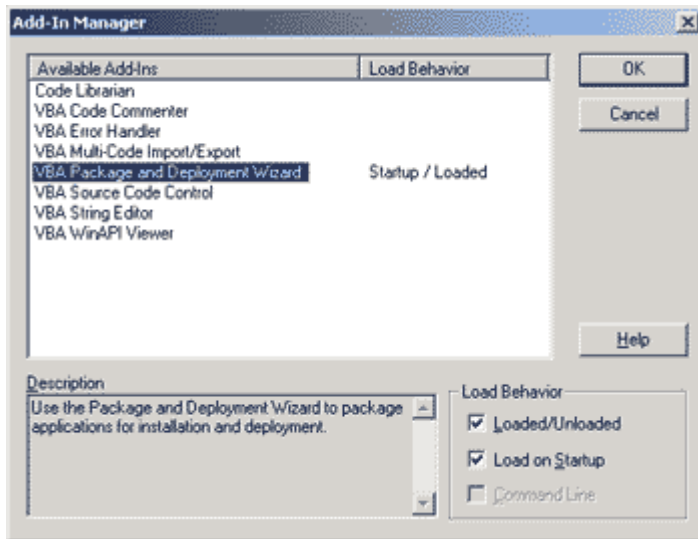 Add-In Manager
Available Add-Ins Load Behavior
Code Librarian
VBA Code Commenter
VBA Error Handler
VBA Multi-Code Import/Export
VBA Package and Deployment Wizard Startup / Loaded
VBA Source Code Control
VBA String Editor
VBA WinAPI Viewer
OK
Cancel
Help
Description
Use the Package and Deployment Wizard to package
applications for installation and deployment.
Load Behavior
Loaded/Unloaded
Load on Startup
Command Line